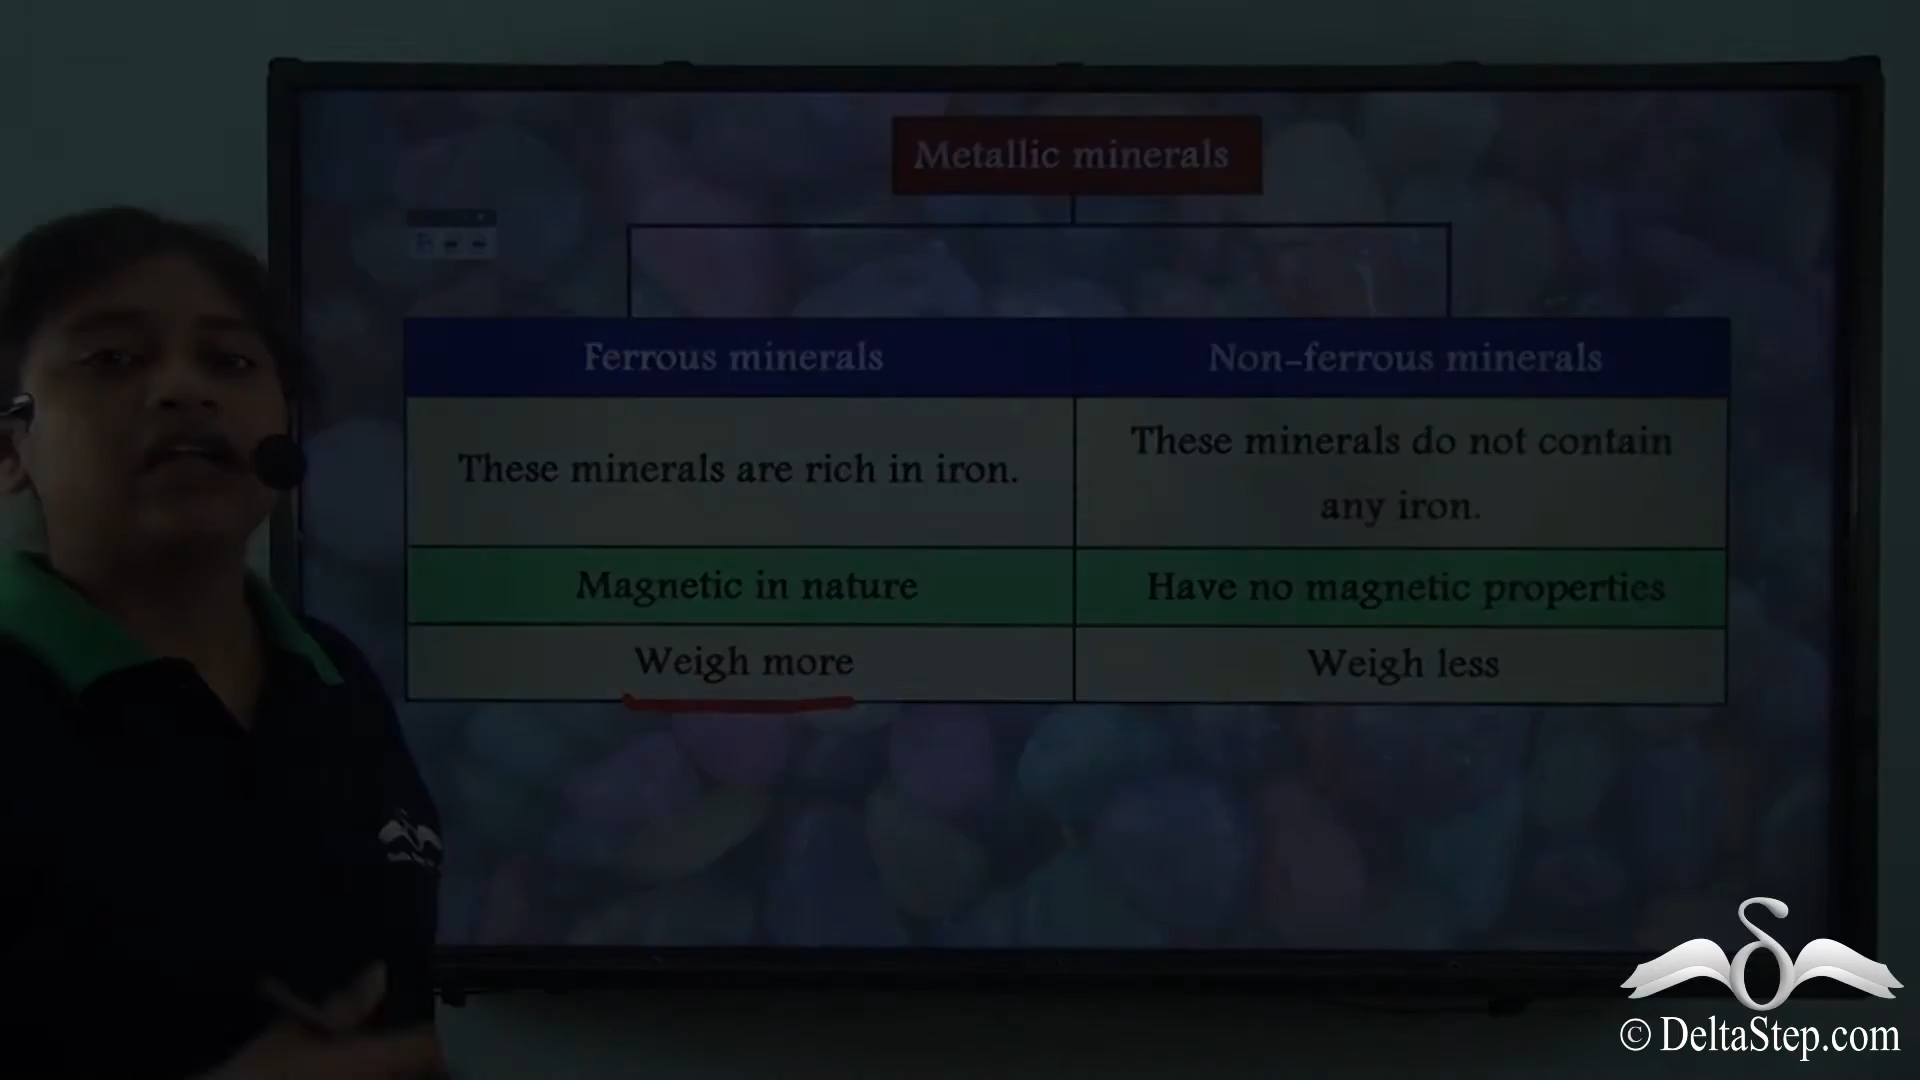 Metallic minerals
Ferrous minerals
Non-ferrous minerals
These minerals are rich in iron.
These minerals do not contain
any iron.
Magnetic in nature
Have no magnetic properties
Weigh more
Weigh less
© DeltaStep.com